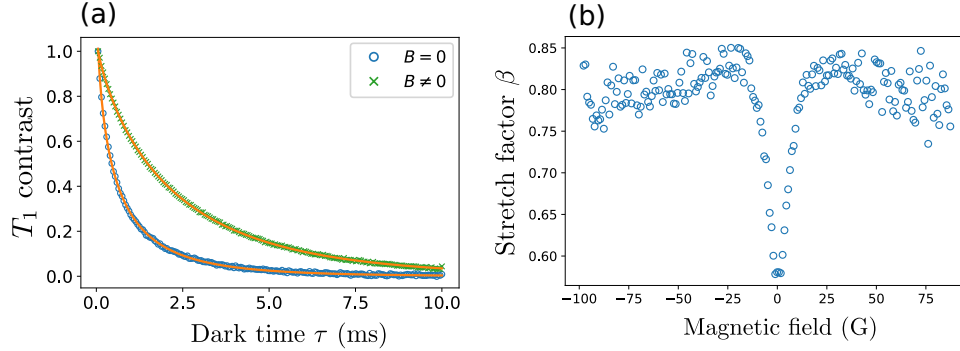 (a)
B = 0
B ≠ 0
T₁ contrast
1.0
0.8
0.6
0.4
0.2
0.0
0.0 2.5 5.0 7.5 10.0
Dark time τ (ms)
(b)
Stretch factor β
0.85
0.80
0.75
0.70
0.65
0.60
−100 −75 −50 −25 0 25 50 75
Magnetic field (G)